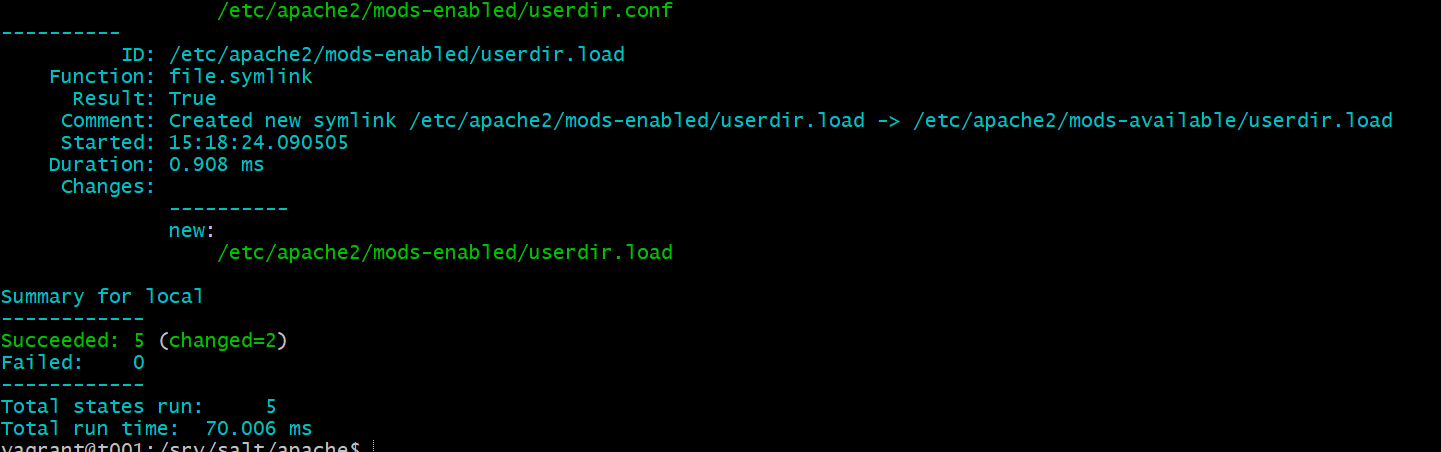 /etc/apache2/mods-enabled/userdir.conf
----------
ID: /etc/apache2/mods-enabled/userdir.load
Function: file.symlink
Result: True
Comment: Created new symlink /etc/apache2/mods-enabled/userdir.load -> /etc/apache2/mods-available/userdir.load
Started: 15:18:24.090505
Duration: 0.908 ms
Changes:
----------
new:
/etc/apache2/mods-enabled/userdir.load
Summary for local
------------
Succeeded: 5 (changed=2)
Failed: 0
------------
Total states run: 5
Total run time: 70.006 ms
vagrant@t001:/srv/salt/apache$